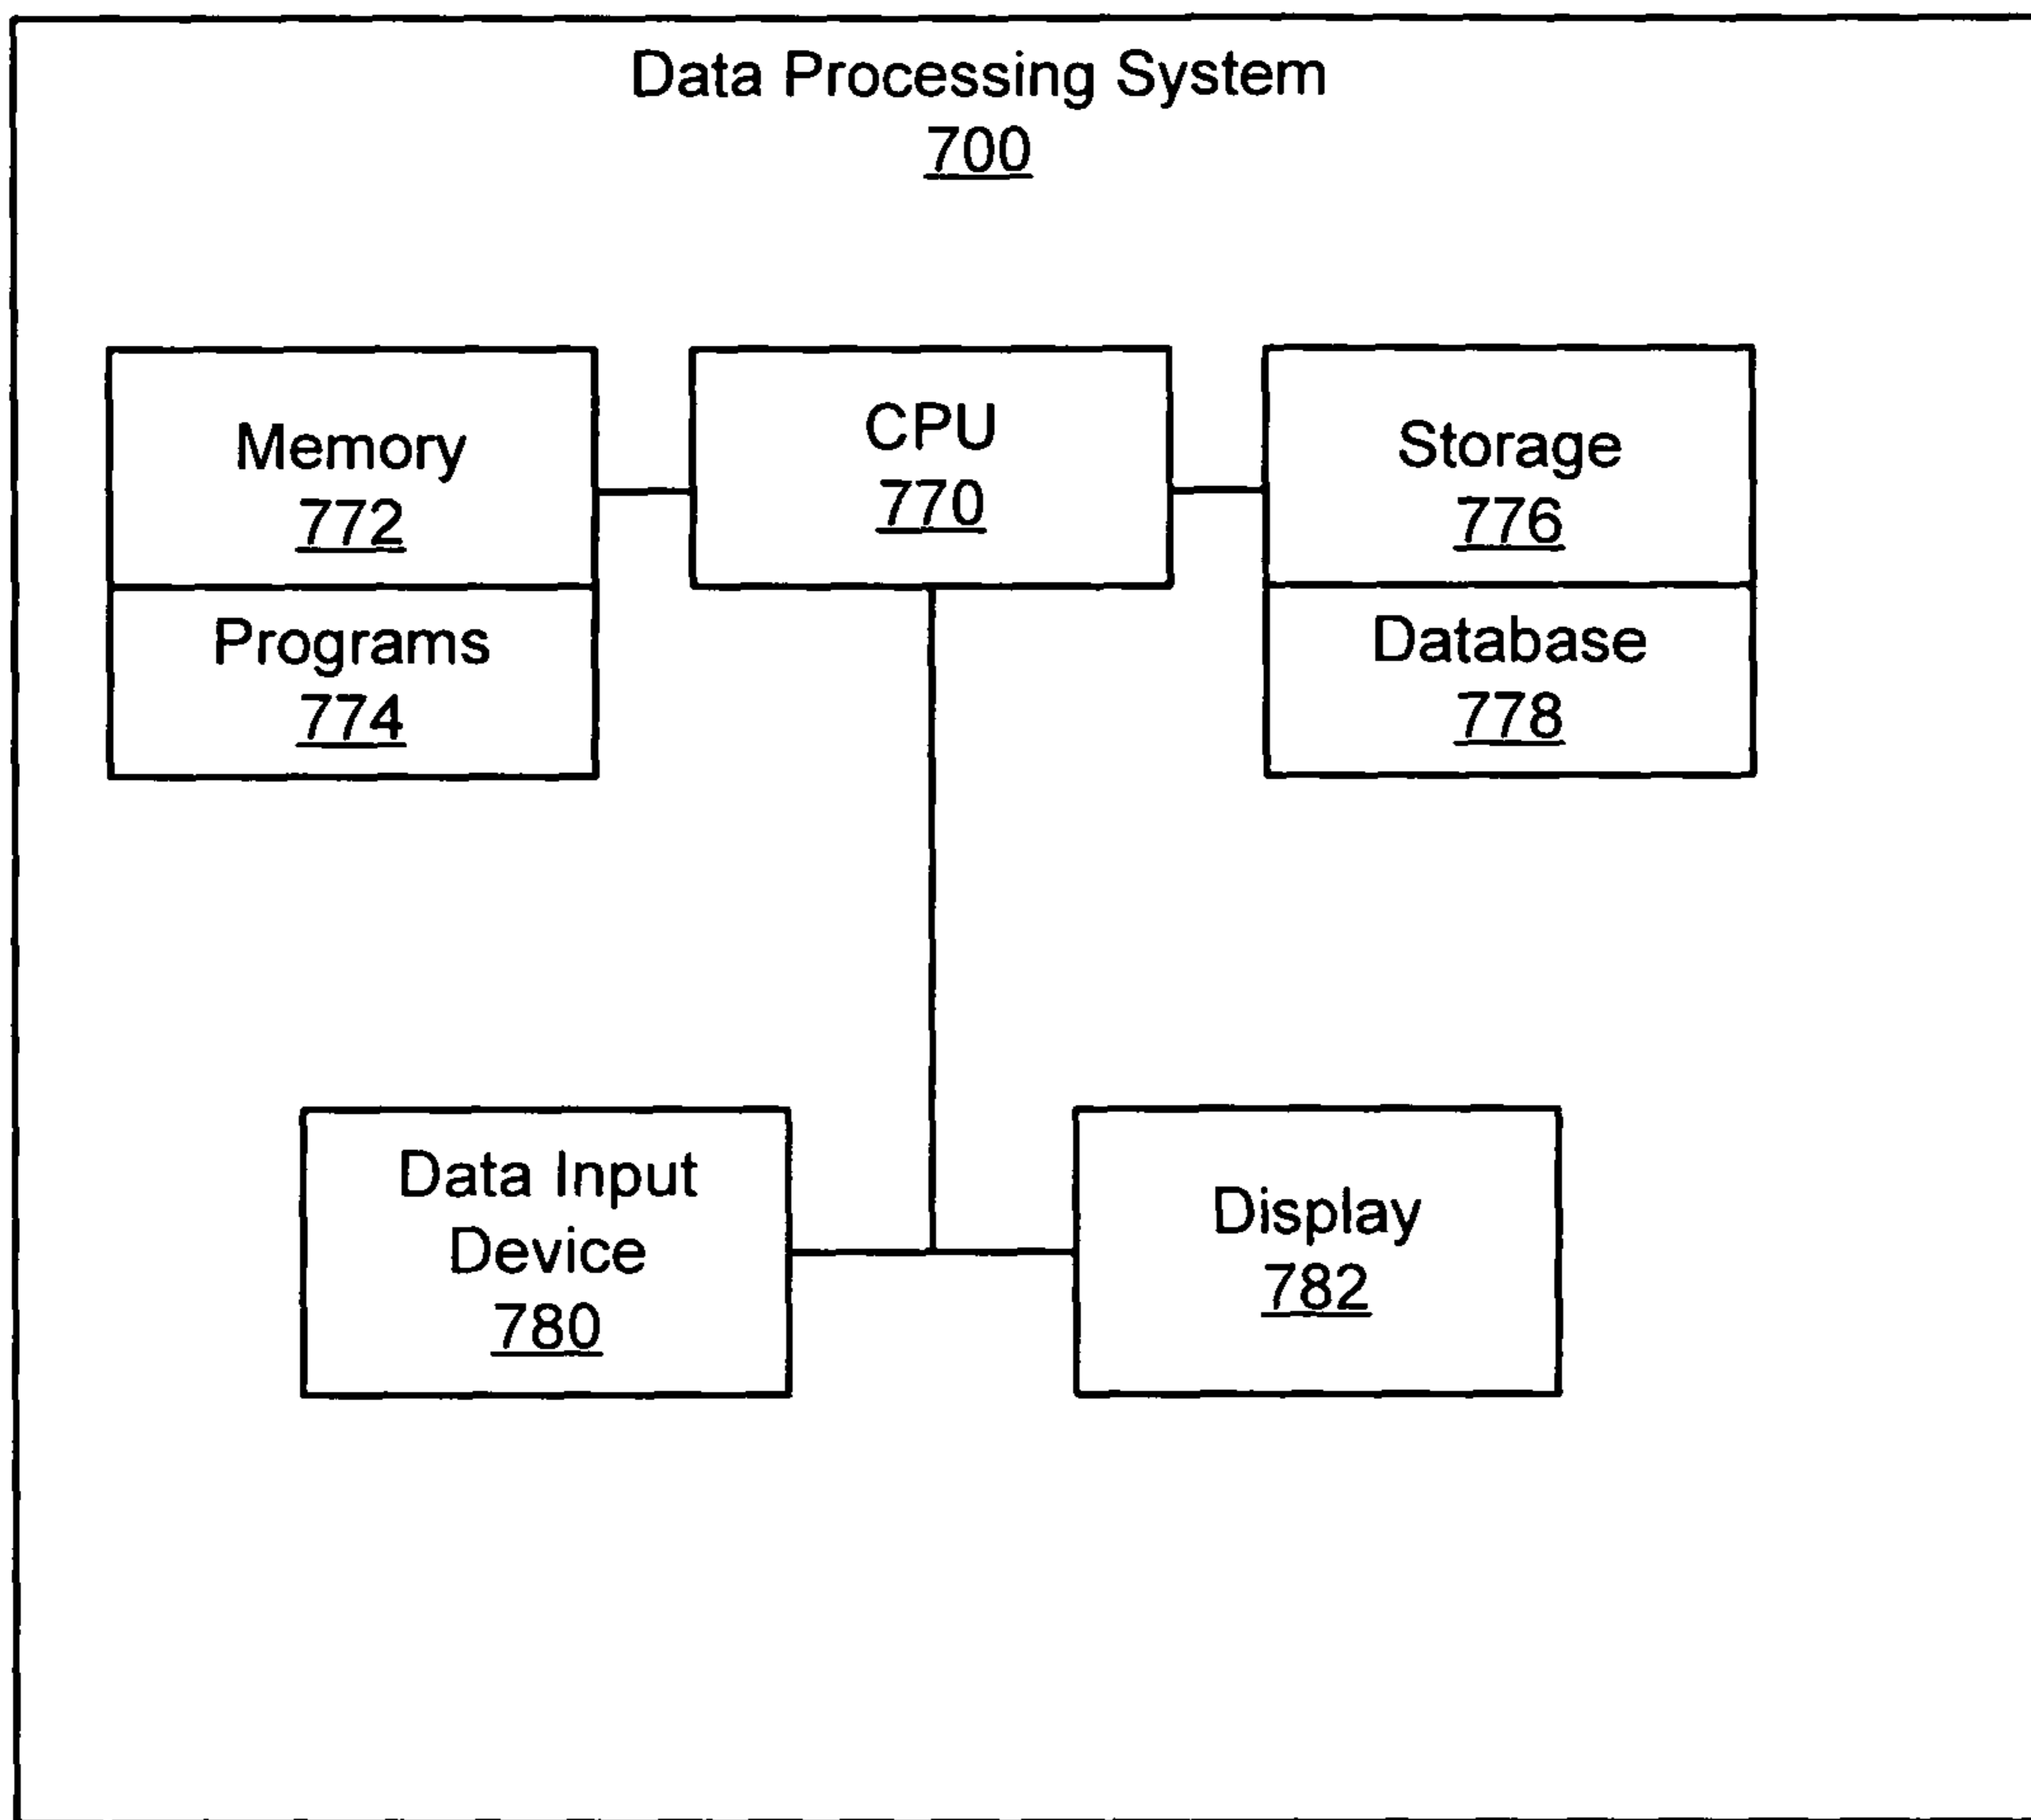 Data Processing System
700
Memory
772
Programs
774
CPU
770
Storage
776
Database
778
Data Input
Device
780
Display
782